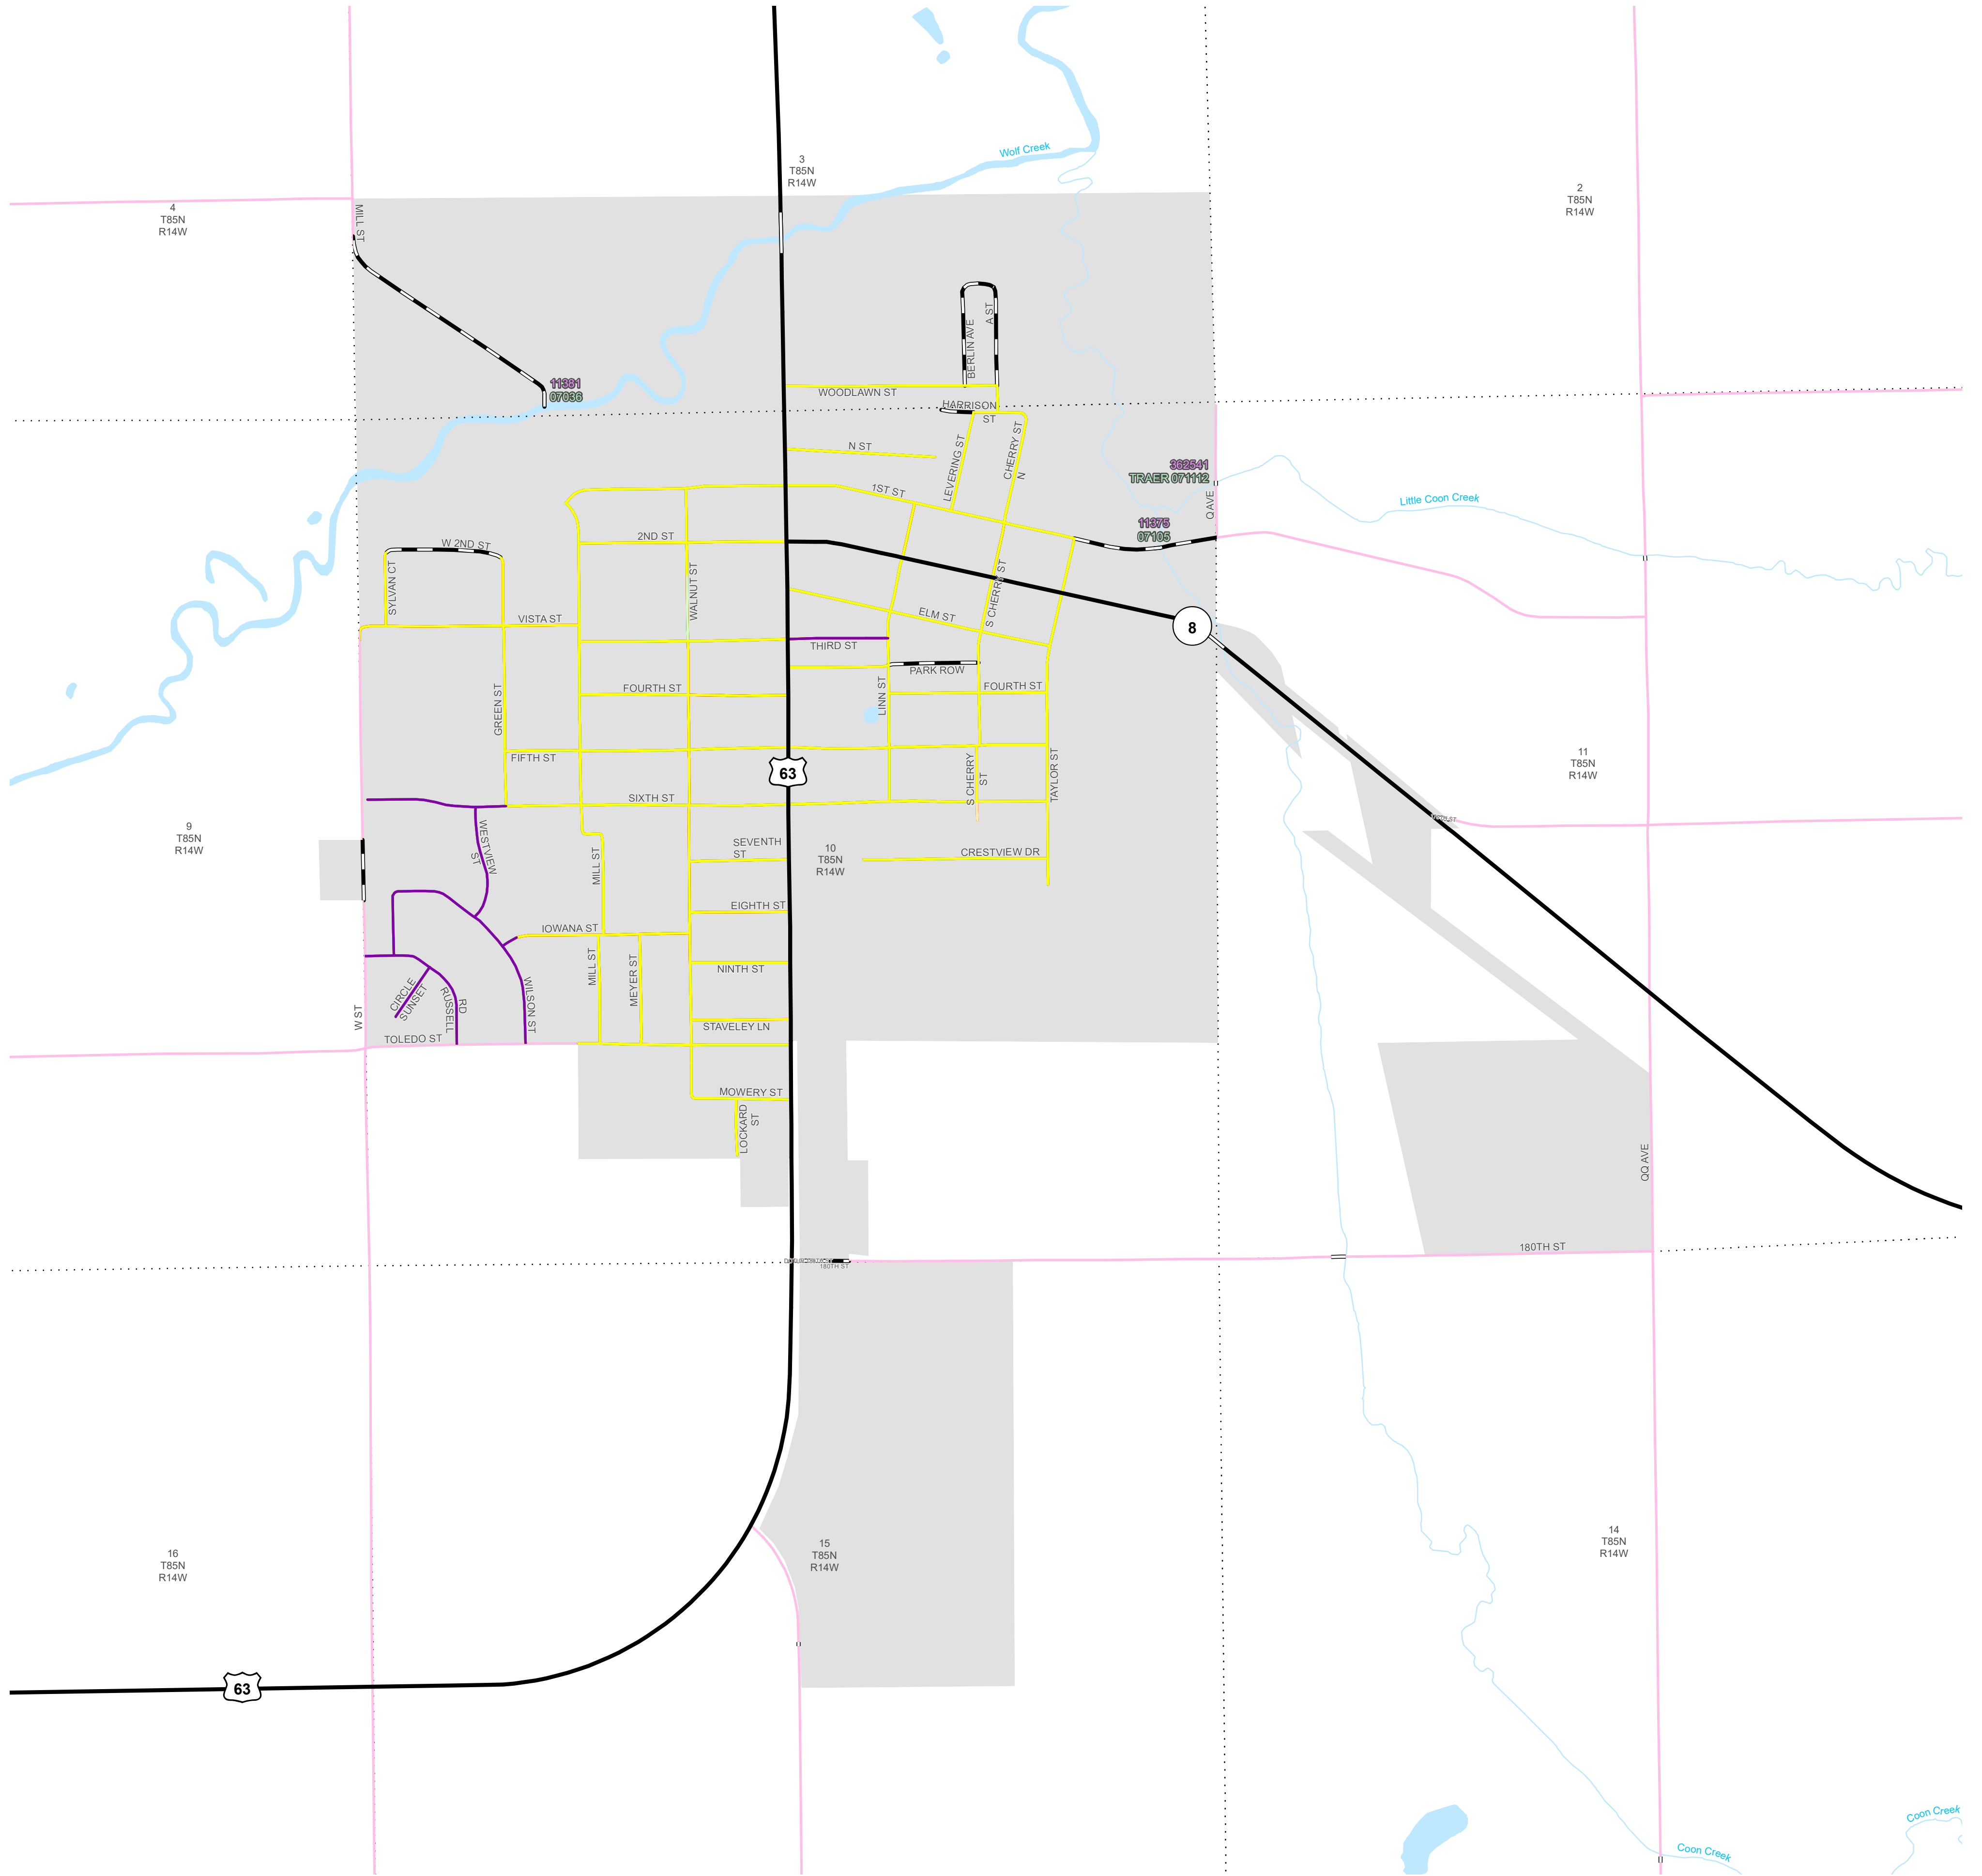 Wolf Creek
3
T85N
R14W
2
T85N
R14W
4
T85N
R14W
MILL ST
A ST
BERLIN AVE
11381
07036
WOODLAWN ST
HARRISON
ST
N ST
LEVERING ST
CHERRY ST
N
362541
TRAER 071112
Q AVE
Little Coon Creek
1ST ST
11375
07105
2ND ST
W 2ND ST
SYLVAN CT
WALNUT ST
S CHERRY ST
ELM ST
VISTA ST
8
THIRD ST
PARK ROW
FOURTH ST
FOURTH ST
LINN ST
GREEN ST
FIFTH ST
63
S CHERRY
ST
TAYLOR ST
11
T85N
R14W
SIXTH ST
9
T85N
R14W
WESTVIEW
ST
MILL ST
SEVENTH
ST
10
T85N
R14W
CRESTVIEW DR
EIGHTH ST
IOWANA ST
MILL ST
MEYER ST
NINTH ST
CIRCLE
SUNSET
RD
RUSSELL
WILSON ST
W ST
STAVELEY LN
TOLEDO ST
MOWERY ST
LOCKARD
ST
QQ AVE
180TH ST
180TH ST
16
T85N
R14W
15
T85N
R14W
14
T85N
R14W
63
Coon Creek
Coon Creek